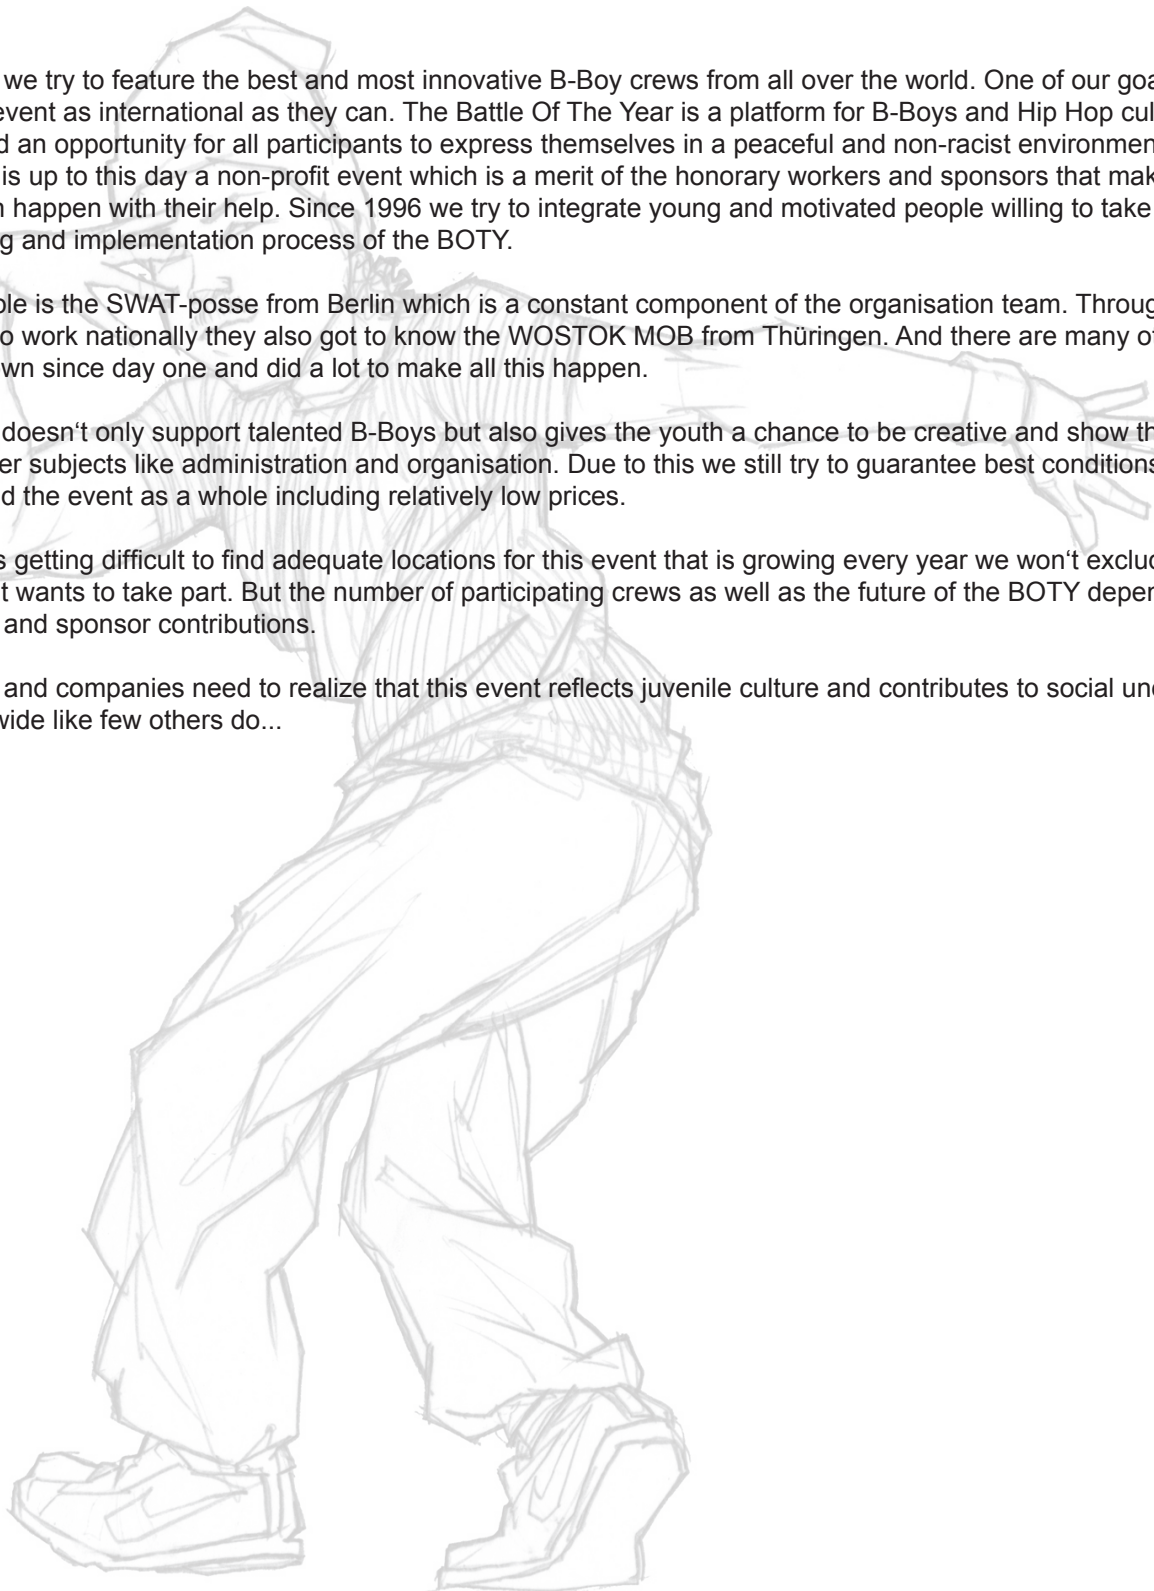 we try to feature the best and most innovative B-Boy crews from all over the world. One of our goa
event as international as they can. The Battle Of The Year is a platform for B-Boys and Hip Hop cul
d an opportunity for all participants to express themselves in a peaceful and non-racist environmen
is up to this day a non-profit event which is a merit of the honorary workers and sponsors that mak
n happen with their help. Since 1996 we try to integrate young and motivated people willing to take
g and implementation process of the BOTY.
ple is the SWAT-posse from Berlin which is a constant component of the organisation team. Throug
o work nationally they also got to know the WOSTOK MOB from Thüringen. And there are many ot
wn since day one and did a lot to make all this happen.
doesn‘t only support talented B-Boys but also gives the youth a chance to be creative and show th
er subjects like administration and organisation. Due to this we still try to guarantee best conditions
d the event as a whole including relatively low prices.
s getting difficult to find adequate locations for this event that is growing every year we won‘t exclud
t wants to take part. But the number of participating crews as well as the future of the BOTY depen
and sponsor contributions.
and companies need to realize that this event reflects juvenile culture and contributes to social und
wide like few others do...